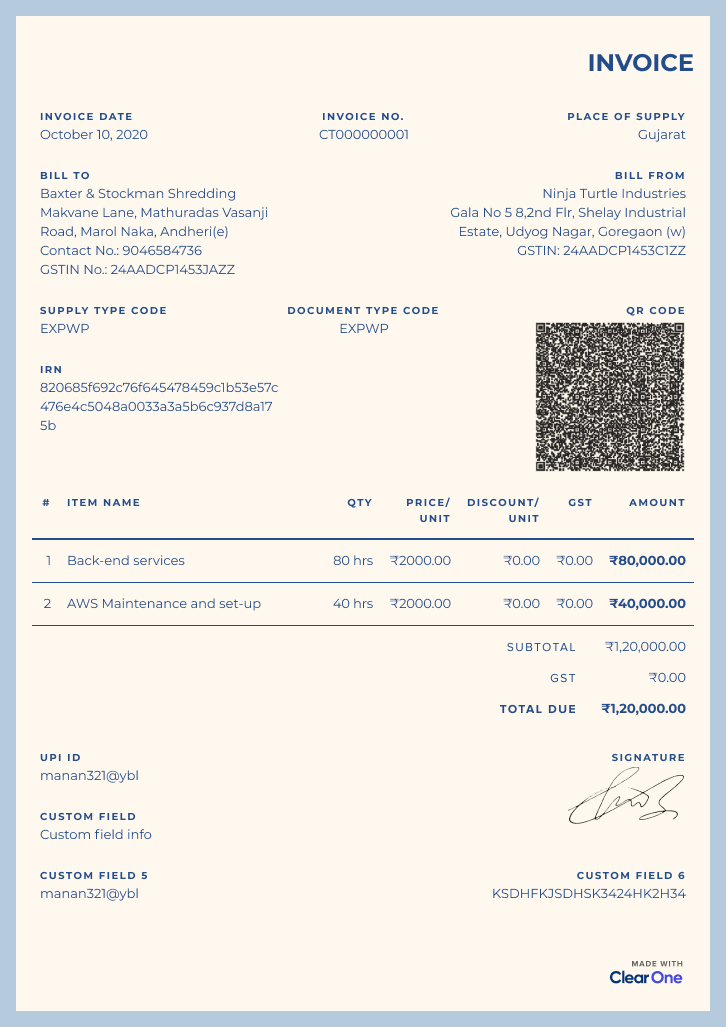 INVOICE
INVOICE DATE
October 10, 2020
INVOICE NO.
CT000000001
PLACE OF SUPPLY
Gujarat
BILL TO
Baxter & Stockman Shredding
Makvane Lane, Mathuradas Vasanji
Road, Marol Naka, Andheri(e)
Contact No.: 9046584736
GSTIN No.: 24AADCP1453JAZZ
BILL FROM
Ninja Turtle Industries
Gala No 5 8,2nd Flr, Shelay Industrial
Estate, Udyog Nagar, Goregaon (w)
GSTIN: 24AADCP1453C1ZZ
SUPPLY TYPE CODE
EXPWP
DOCUMENT TYPE CODE
EXPWP
QR CODE
IRN
820685f692c76f645478459c1b53e57c
476e4c5048a0033a3a5b6c937d8a17
5b
# ITEM NAME QTY PRICE/ DISCOUNT/ GST AMOUNT
UNIT UNIT
1 Back-end services 80 hrs ₹2000.00 ₹0.00 ₹0.00 ₹80,000.00
2 AWS Maintenance and set-up 40 hrs ₹2000.00 ₹0.00 ₹0.00 ₹40,000.00
SUBTOTAL ₹1,20,000.00
GST ₹0.00
TOTAL DUE ₹1,20,000.00
UPI ID
manan321@ybl
SIGNATURE
CUSTOM FIELD
Custom field info
CUSTOM FIELD 5
manan321@ybl
CUSTOM FIELD 6
KSDHFKJSDHSK3424HK2H34
MADE WITH
ClearOne